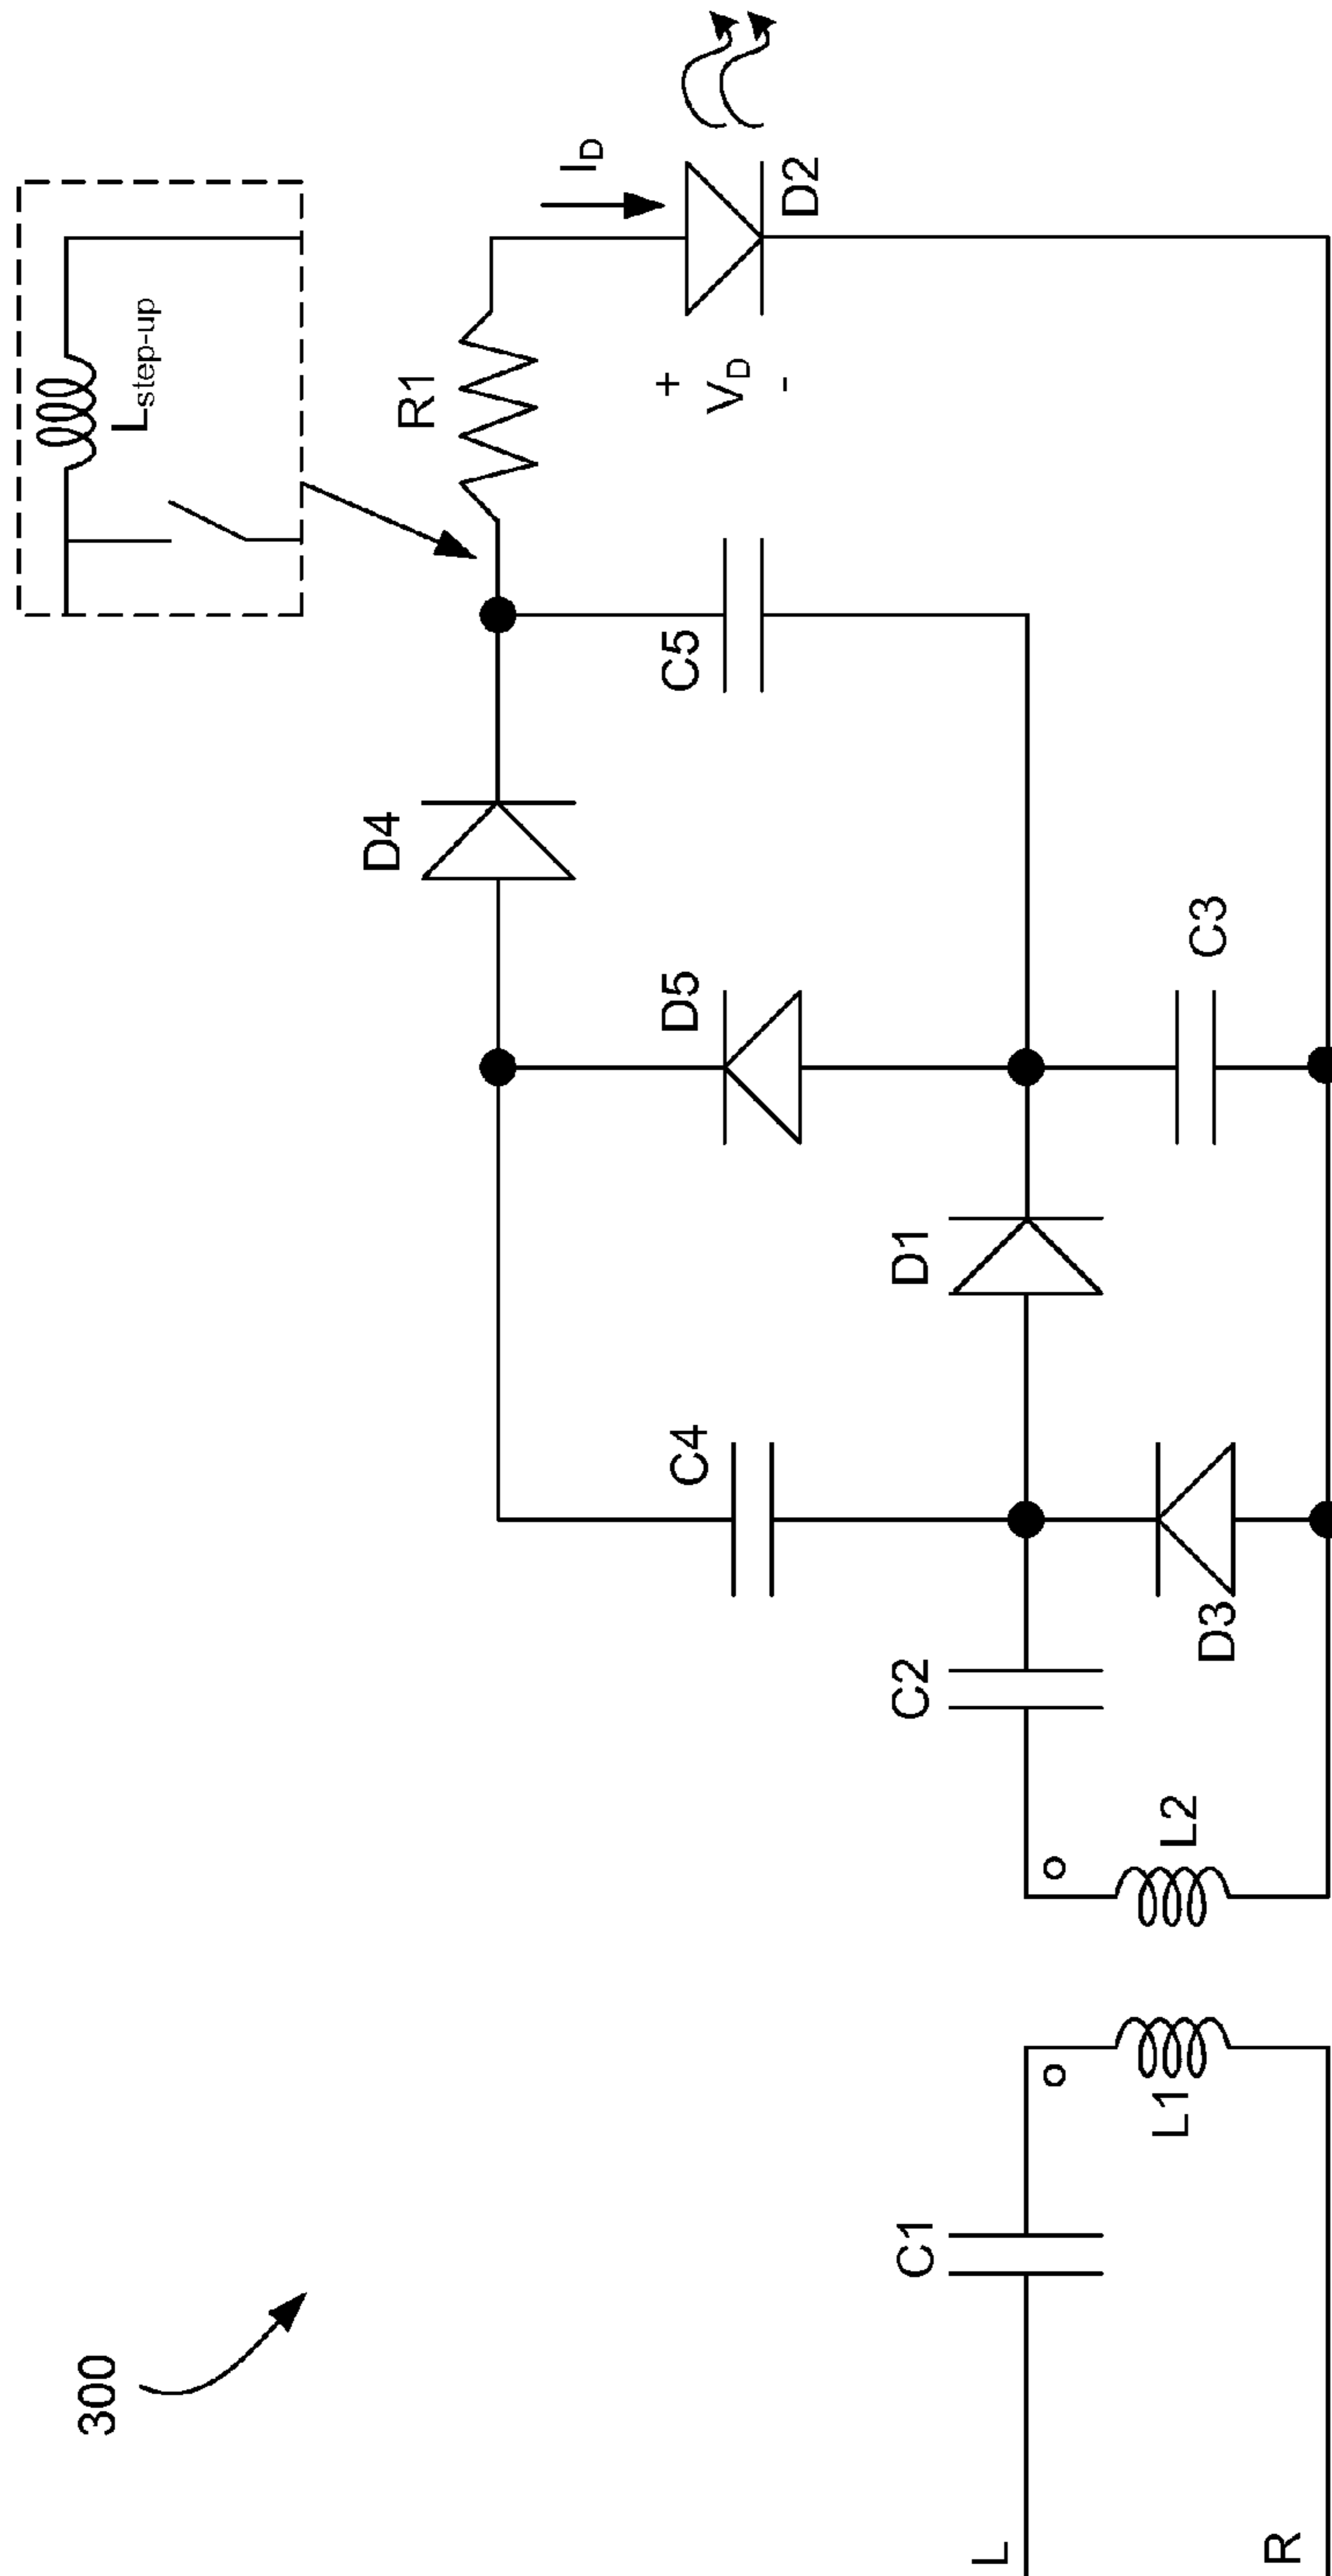 300
L
R
C1
L1
L2
C2
C4
D3
D1
D5
C3
D4
C5
R1
Lstep-up
+
VD
-
ID
D2